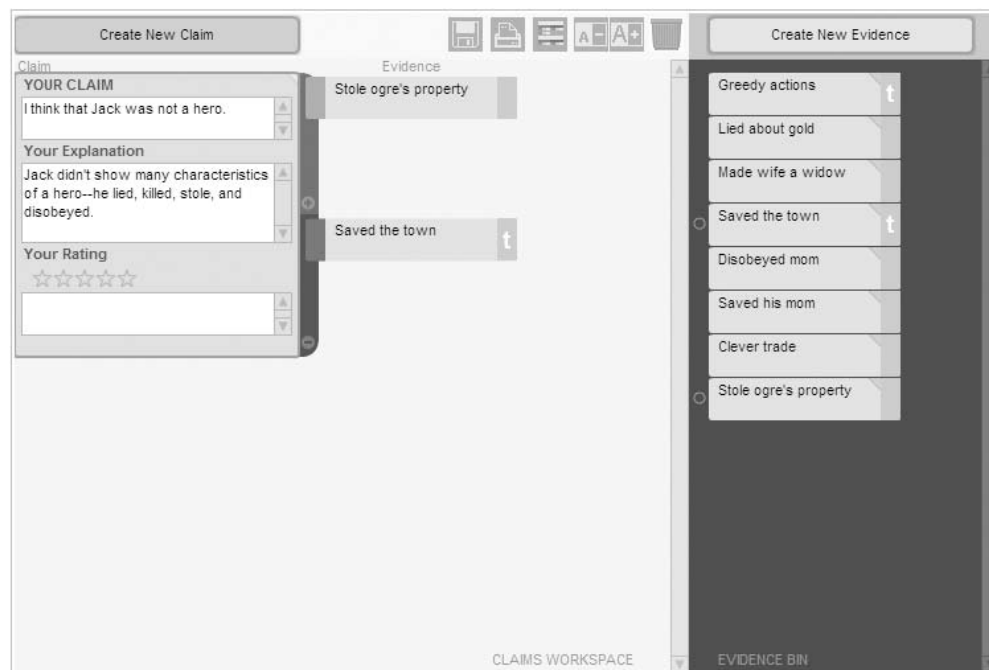 Create New Claim
A- A+
Create New Evidence
Claim
Evidence
YOUR CLAIM
I think that Jack was not a hero.
Your Explanation
Jack didn't show many characteristics
of a hero--he lied, killed, stole, and
disobeyed.
Your Rating
Stole ogre's property
Saved the town
t
Greedy actions
t
Lied about gold
Made wife a widow
Saved the town
t
Disobeyed mom
Saved his mom
Clever trade
Stole ogre's property
CLAIMS WORKSPACE
EVIDENCE BIN